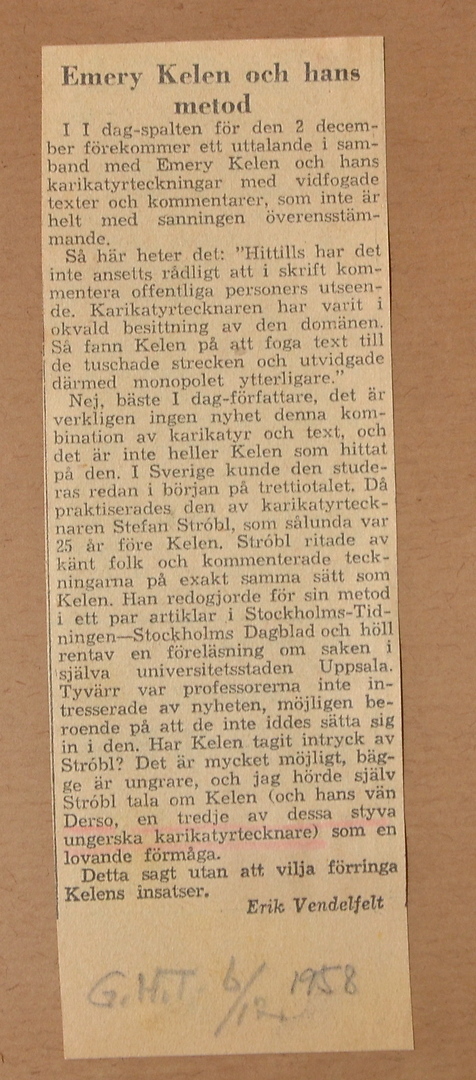 Emery Kelen och hans
metod
I I dag-spalten för den 2 decem-
ber förekommer ett uttalande i sam-
band med Emery Kelen och hans
karikatyrteckningar med vidfogade
texter och kommentarer, som inte är
helt med sanningen överensstäm-
mande.
Så här heter det: "Hittills har det
inte ansetts rådligt att i skrift kom-
mentera offentliga personers utseen-
de. Karikatyrtecknaren har varit i
okvald besittning av den domänen.
Så fann Kelen på att foga text till
de tuschade strecken och utvidgade
därmed monopolet ytterligare."
Nej, bäste I dag-författare, det är
verkligen ingen nyhet denna kom-
bination av karikatyr och text, och
det är inte heller Kelen som hittat
på den. I Sverige kunde den stude-
ras redan i början på trettiotalet. Då
praktiserades den av karikatyrteck-
naren Stefan Stróbl, som sålunda var
25 år före Kelen. Stróbl ritade av
känt folk och kommenterade teck-
ningarna på exakt samma sätt som
Kelen. Han redogjorde för sin metod
i ett par artiklar i Stockholms-Tid-
ningen—Stockholms Dagblad och höll
rentav en föreläsning om saken i
själva universitetsstaden Uppsala.
Tyvärr var professorerna inte in-
tresserade av nyheten, möjligen be-
roende på att de inte iddes sätta sig
in i den. Har Kelen tagit intryck av
Stróbl? Det är mycket möjligt, bäg-
ge är ungrare, och jag hörde själv
Stróbl tala om Kelen (och hans vän
Derso, en tredje av dessa styva
ungerska karikatyrtecknare) som en
lovande förmåga.
Detta sagt utan att vilja förringa
Kelens insatser.
Erik Vendelfelt
G.H.T. 6/12 1958